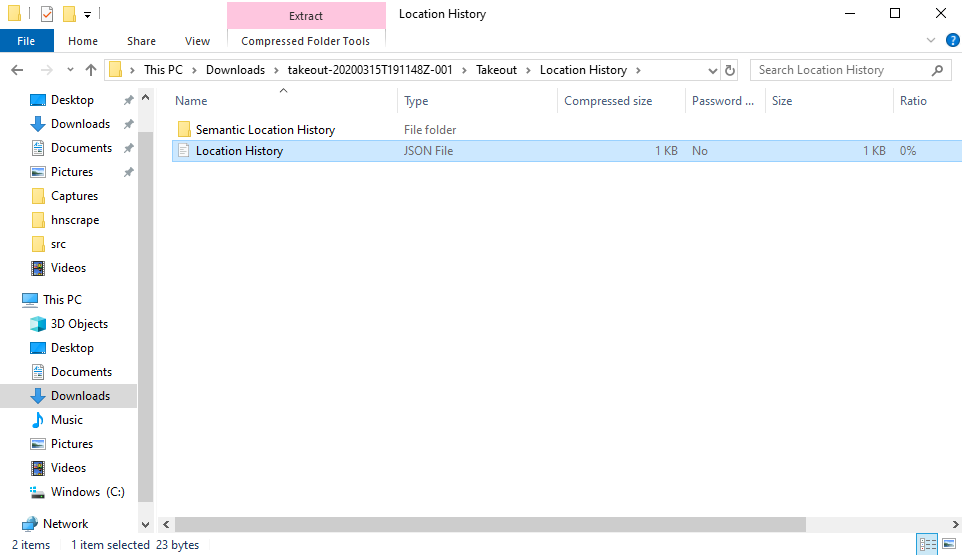 Extract
Location History
File Home Share View Compressed Folder Tools
This PC Downloads takeout-20200315T191148Z-001 Takeout Location History
Search Location History
Name Type Compressed size Password ... Size Ratio
Semantic Location History File folder
Location History JSON File 1 KB No 1 KB 0%
Desktop
Downloads
Documents
Pictures
Captures
hnscrape
src
Videos
This PC
3D Objects
Desktop
Documents
Downloads
Music
Pictures
Videos
Windows (C:)
Network
2 items 1 item selected 23 bytes